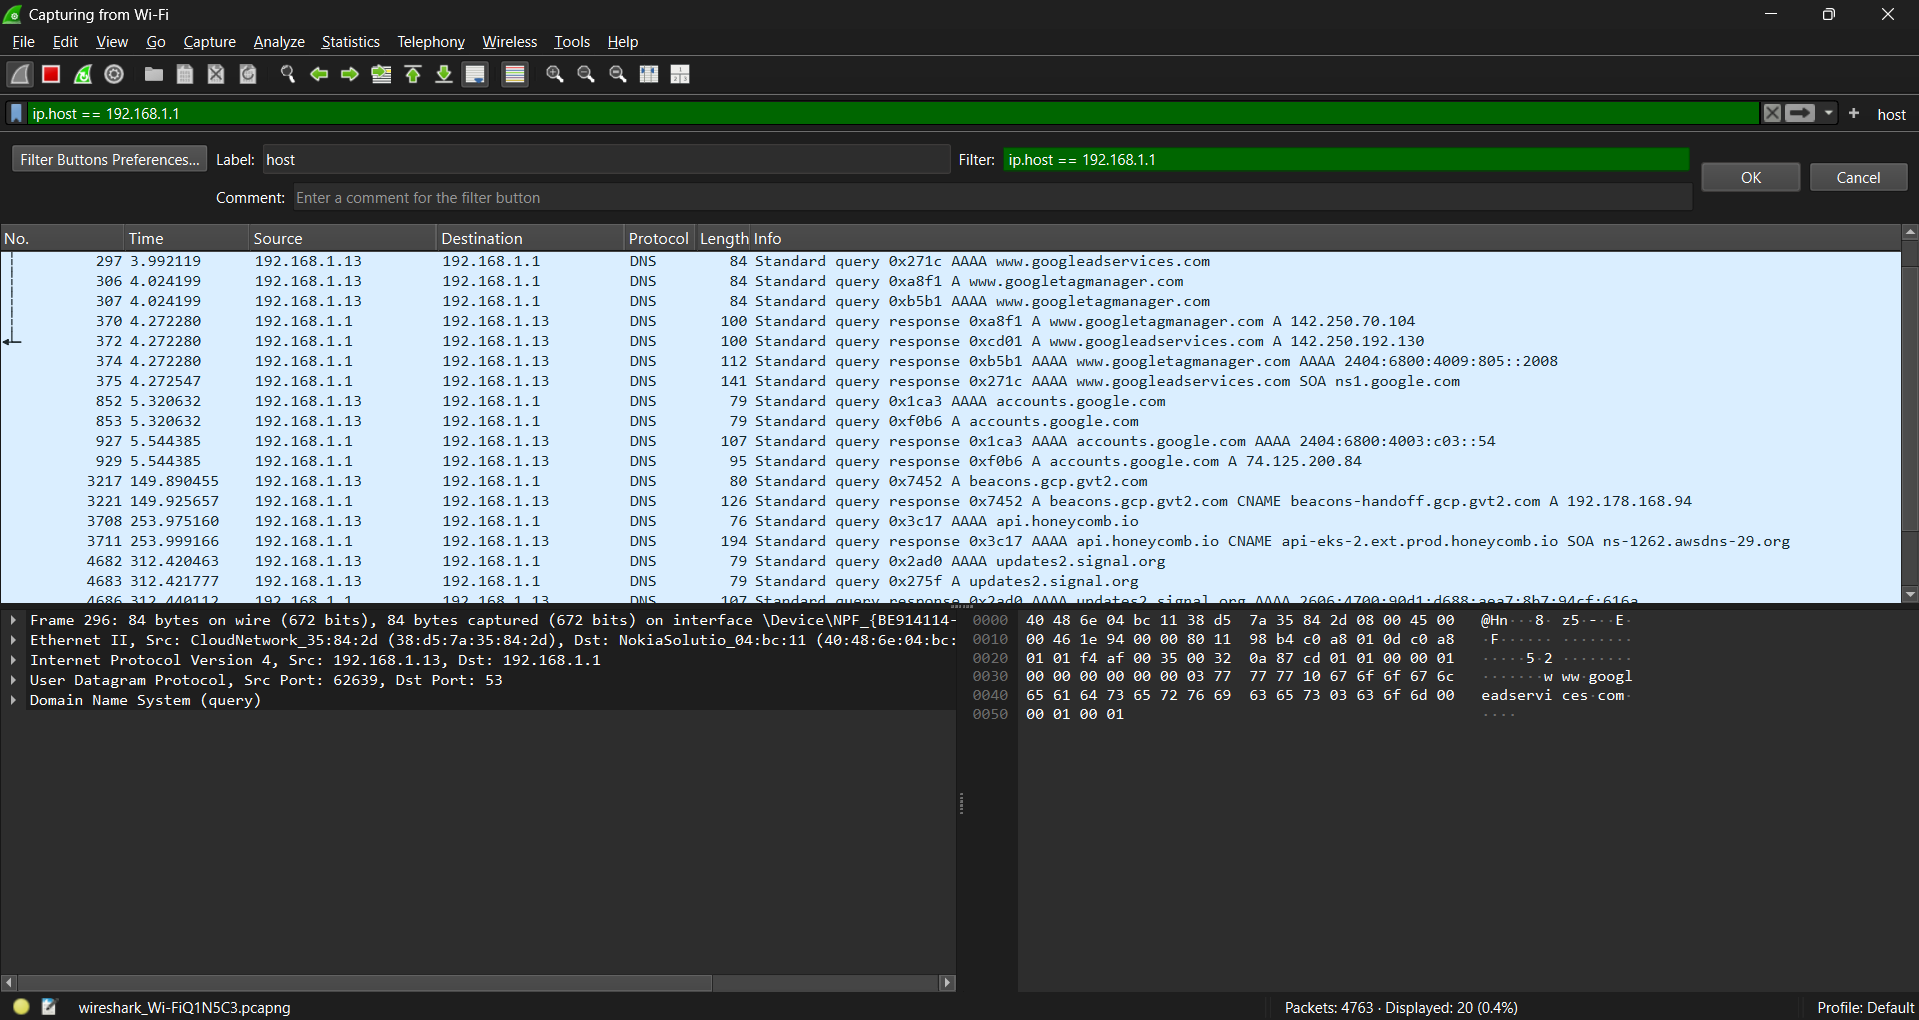 Capturing from Wi-Fi
File Edit View Go Capture Analyze Statistics Telephony Wireless Tools Help
ip.host == 192.168.1.1 host
Filter Buttons Preferences... Label: host Filter: ip.host == 192.168.1.1 OK Cancel
Comment: Enter a comment for the filter button
No. Time Source Destination Protocol Length Info
297 3.992119 192.168.1.13 192.168.1.1 DNS 84 Standard query 0x271c AAAA www.googleadservices.com
306 4.024199 192.168.1.13 192.168.1.1 DNS 84 Standard query 0xa8f1 A www.googletagmanager.com
307 4.024199 192.168.1.13 192.168.1.1 DNS 84 Standard query 0xb5b1 AAAA www.googletagmanager.com
370 4.272280 192.168.1.1 192.168.1.13 DNS 100 Standard query response 0xa8f1 A www.googletagmanager.com A 142.250.70.104
372 4.272280 192.168.1.1 192.168.1.13 DNS 100 Standard query response 0xcd01 A www.googleadservices.com A 142.250.192.130
374 4.272280 192.168.1.1 192.168.1.13 DNS 112 Standard query response 0xb5b1 AAAA www.googletagmanager.com AAAA 2404:6800:4009:805::2008
375 4.272547 192.168.1.1 192.168.1.13 DNS 141 Standard query response 0x271c AAAA www.googleadservices.com SOA ns1.google.com
852 5.320632 192.168.1.13 192.168.1.1 DNS 79 Standard query 0x1ca3 AAAA accounts.google.com
853 5.320632 192.168.1.13 192.168.1.1 DNS 79 Standard query 0xf0b6 A accounts.google.com
927 5.544385 192.168.1.1 192.168.1.13 DNS 107 Standard query response 0x1ca3 AAAA accounts.google.com AAAA 2404:6800:4003:c03::54
929 5.544385 192.168.1.1 192.168.1.13 DNS 95 Standard query response 0xf0b6 A accounts.google.com A 74.125.200.84
3217 149.890455 192.168.1.13 192.168.1.1 DNS 80 Standard query 0x7452 A beacons.gcp.gvt2.com
3221 149.925657 192.168.1.1 192.168.1.13 DNS 126 Standard query response 0x7452 A beacons.gcp.gvt2.com CNAME beacons-handoff.gcp.gvt2.com A 192.178.168.94
3708 253.975160 192.168.1.13 192.168.1.1 DNS 76 Standard query 0x3c17 AAAA api.honeycomb.io
3711 253.999166 192.168.1.1 192.168.1.13 DNS 194 Standard query response 0x3c17 AAAA api.honeycomb.io CNAME api-eks-2.ext.prod.honeycomb.io SOA ns-1262.awsdns-29.org
4682 312.420463 192.168.1.13 192.168.1.1 DNS 79 Standard query 0x2ad0 AAAA updates2.signal.org
4683 312.421777 192.168.1.13 192.168.1.1 DNS 79 Standard query 0x275f A updates2.signal.org
4686 312.440112 192.168.1.1 192.168.1.13 DNS 107 Standard query response 0x2ad0 AAAA updates2.signal.org AAAA 2606:4700:90d1:d688:aea7:8b7:94cf:616a
Frame 296: 84 bytes on wire (672 bits), 84 bytes captured (672 bits) on interface \Device\NPF_{BE914114-
Ethernet II, Src: CloudNetwork_35:84:2d (38:d5:7a:35:84:2d), Dst: NokiaSolutio_04:bc:11 (40:48:6e:04:bc:
Internet Protocol Version 4, Src: 192.168.1.13, Dst: 192.168.1.1
User Datagram Protocol, Src Port: 62639, Dst Port: 53
Domain Name System (query)
0000 40 48 6e 04 bc 11 38 d5 7a 35 84 2d 08 00 45 00 @Hn···8· z5·-··E·
0010 00 46 1e 94 00 00 80 11 98 b4 c0 a8 01 0d c0 a8 ·F······ ········
0020 01 01 f4 af 00 35 00 32 0a 87 cd 01 01 00 00 01 ·····5·2 ········
0030 00 00 00 00 00 00 03 77 77 77 10 67 6f 6f 67 6c ·······w ww·googl
0040 65 61 64 73 65 72 76 69 63 65 73 03 63 6f 6d 00 eadservi ces·com·
0050 00 01 00 01 ····
wireshark_Wi-FiQ1N5C3.pcapng Packets: 4763 · Displayed: 20 (0.4%) Profile: Default